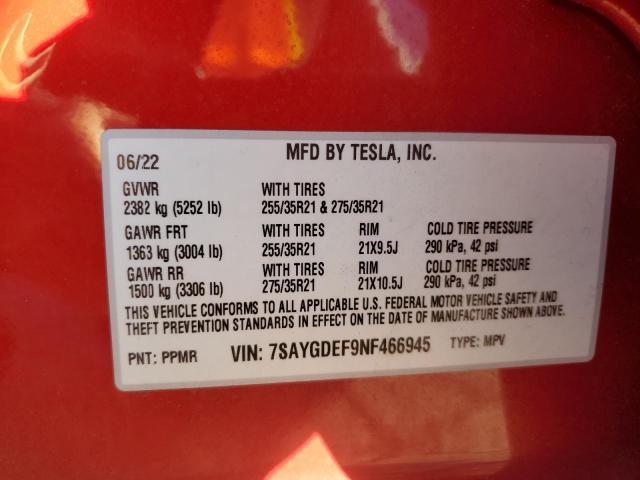 06/22 MFD BY TESLA, INC.
GVWR WITH TIRES
2382 kg (5252 lb) 255/35R21 & 275/35R21
GAWR FRT WITH TIRES RIM COLD TIRE PRESSURE
1363 kg (3004 lb) 255/35R21 21X9.5J 290 kPa, 42 psi
GAWR RR WITH TIRES RIM COLD TIRE PRESSURE
1500 kg (3306 lb) 275/35R21 21X10.5J 290 kPa, 42 psi
THIS VEHICLE CONFORMS TO ALL APPLICABLE U.S. FEDERAL MOTOR VEHICLE SAFETY AND
THEFT PREVENTION STANDARDS IN EFFECT ON THE DATE OF MANUFACTURE SHOWN ABOVE.
PNT: PPMR VIN: 7SAYGDEF9NF466945 TYPE: MPV